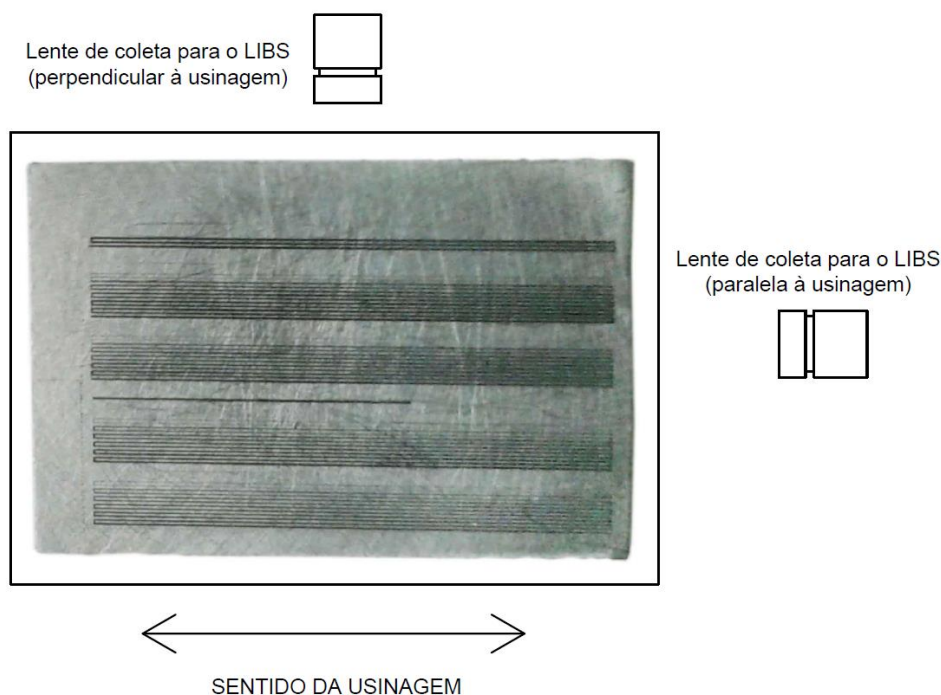 Lente de coleta para o LIBS
(perpendicular à usinagem)
Lente de coleta para o LIBS
(paralela à usinagem)
SENTIDO DA USINAGEM